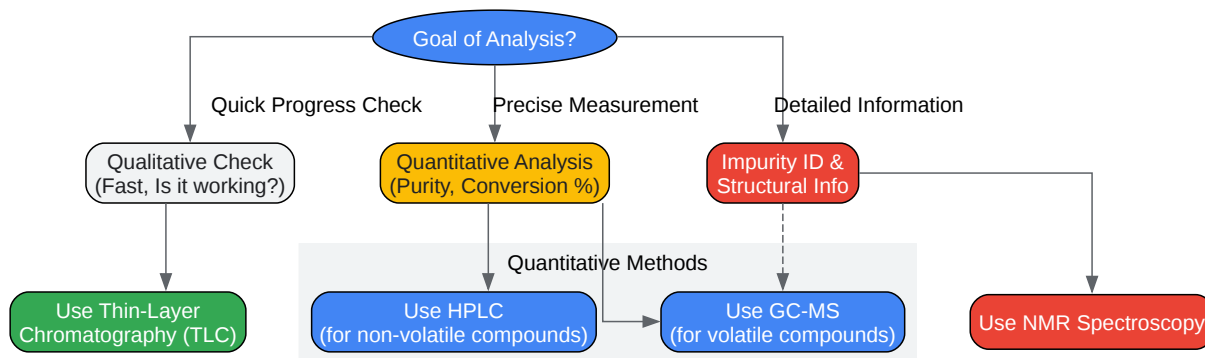 Goal of Analysis?
Quick Progress Check
Precise Measurement
Detailed Information
Qualitative Check
(Fast, Is it working?)
Quantitative Analysis
(Purity, Conversion %)
Impurity ID &
Structural Info
Quantitative Methods
Use Thin-Layer
Chromatography (TLC)
Use HPLC
(for non-volatile compounds)
Use GC-MS
(for volatile compounds)
Use NMR Spectroscopy